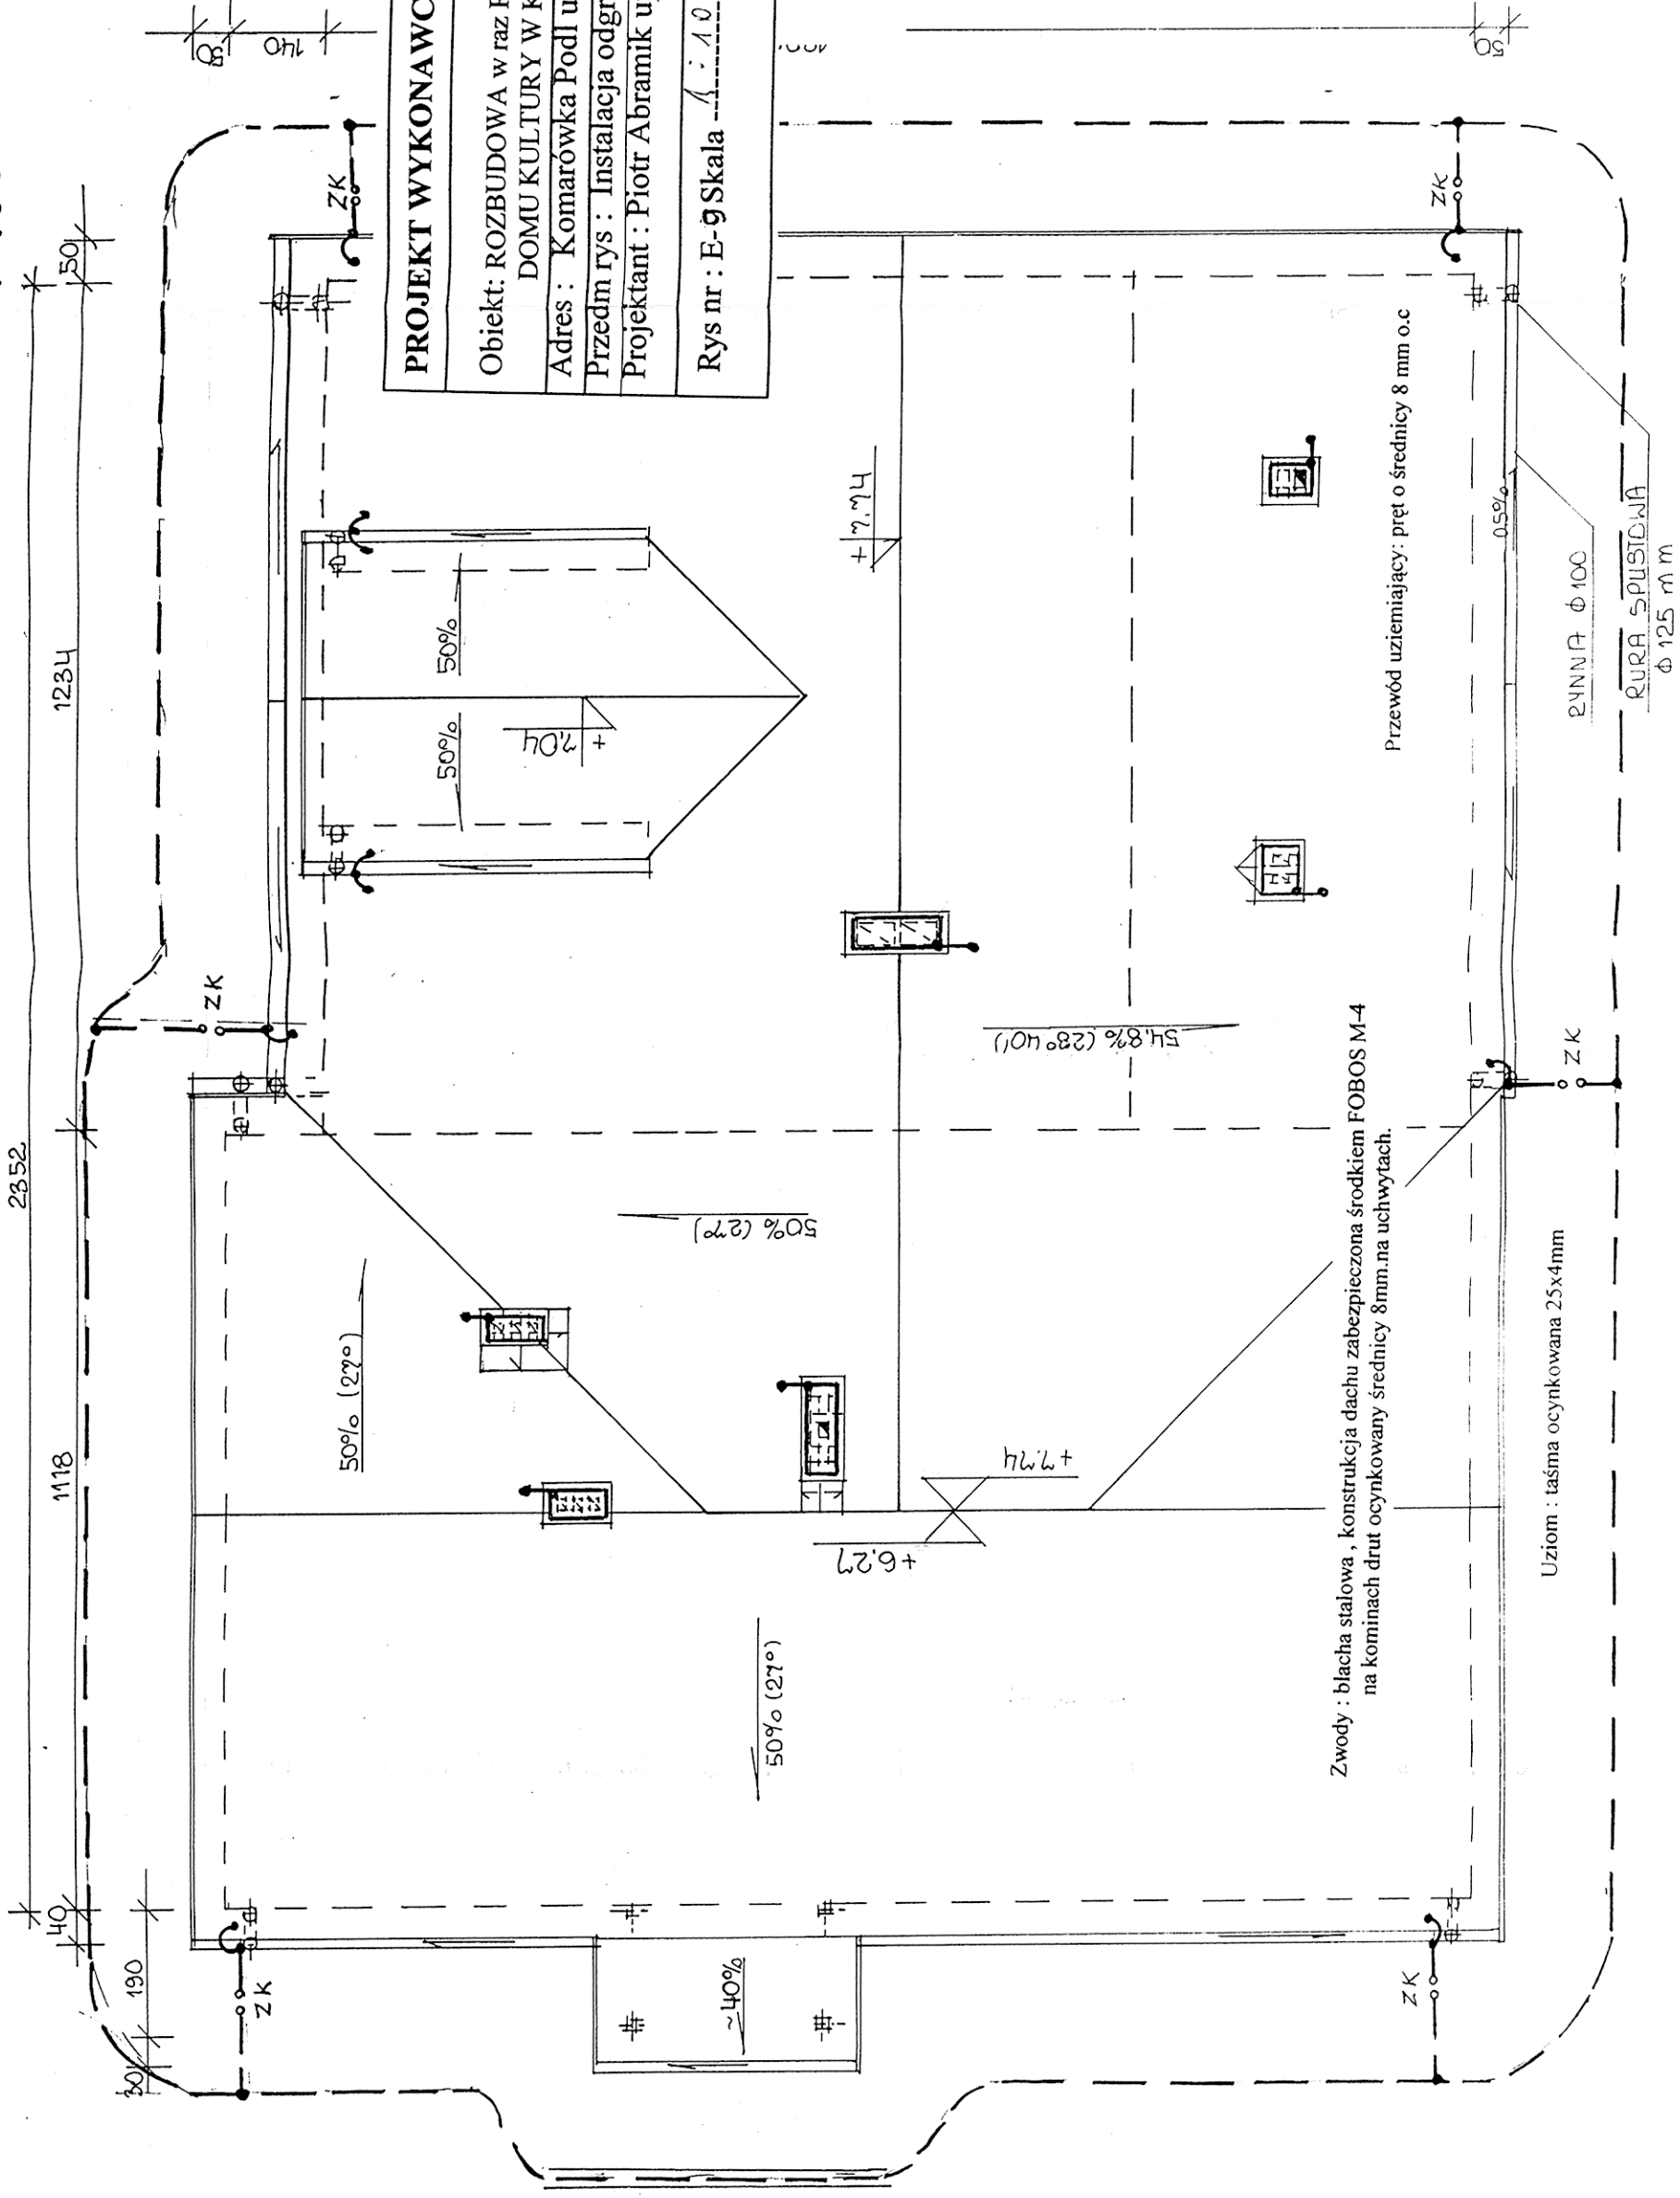 PROJEKT WYKONAWC
Obiekt: ROZBUDOWA w raz
DOMU KULTURY W K
Adres : Komarówka Podl u
Przedm rys : Instalacja odgr
Projektant : Piotr Abramik u
Rys nr : E-9 Skala 1:10
50
140
50
2352
1118
1234
50
40
190
30
ZK
ZK
ZK
ZK
ZK
ZK
50%
50%
+7.04
+7.74
50% (27°)
50% (27°)
54,8% (28°40')
+7.74
+6.27
50% (27°)
~40%
0.5%
Przewód uziemiający: pręt o średnicy 8 mm o.c
RYNNA Φ100
RURA SPUSTOWA
Φ 125 mm
Zwody : blacha stalowa , konstrukcja dachu zabezpieczona środkiem FOBOS M-4
na kominach drut ocynkowany średnicy 8mm.na uchwytach.
Uziom : taśma ocynkowana 25x4mm